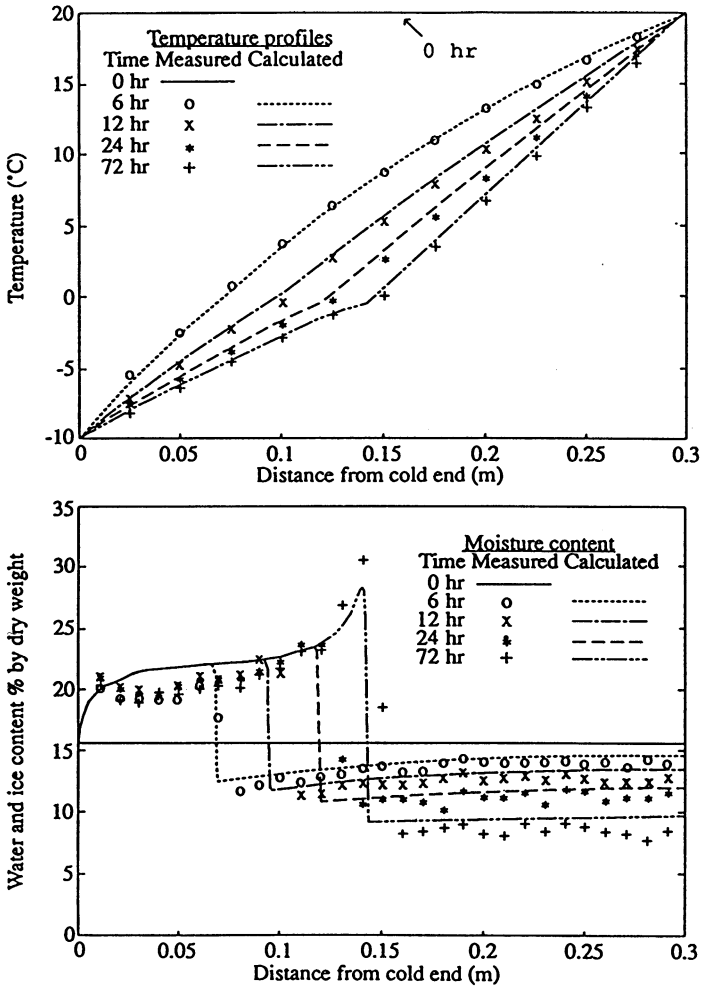 20
15
10
5
0
-5
-10
Temperature (°C)
Temperature profiles
Time Measured Calculated
0 hr
6 hr
12 hr
24 hr
72 hr
0 hr
0 0.05 0.1 0.15 0.2 0.25 0.3
Distance from cold end (m)
35
30
25
20
15
10
5
0
Water and ice content % by dry weight
Moisture content
Time Measured Calculated
0 hr
6 hr
12 hr
24 hr
72 hr
0 0.05 0.1 0.15 0.2 0.25 0.3
Distance from cold end (m)